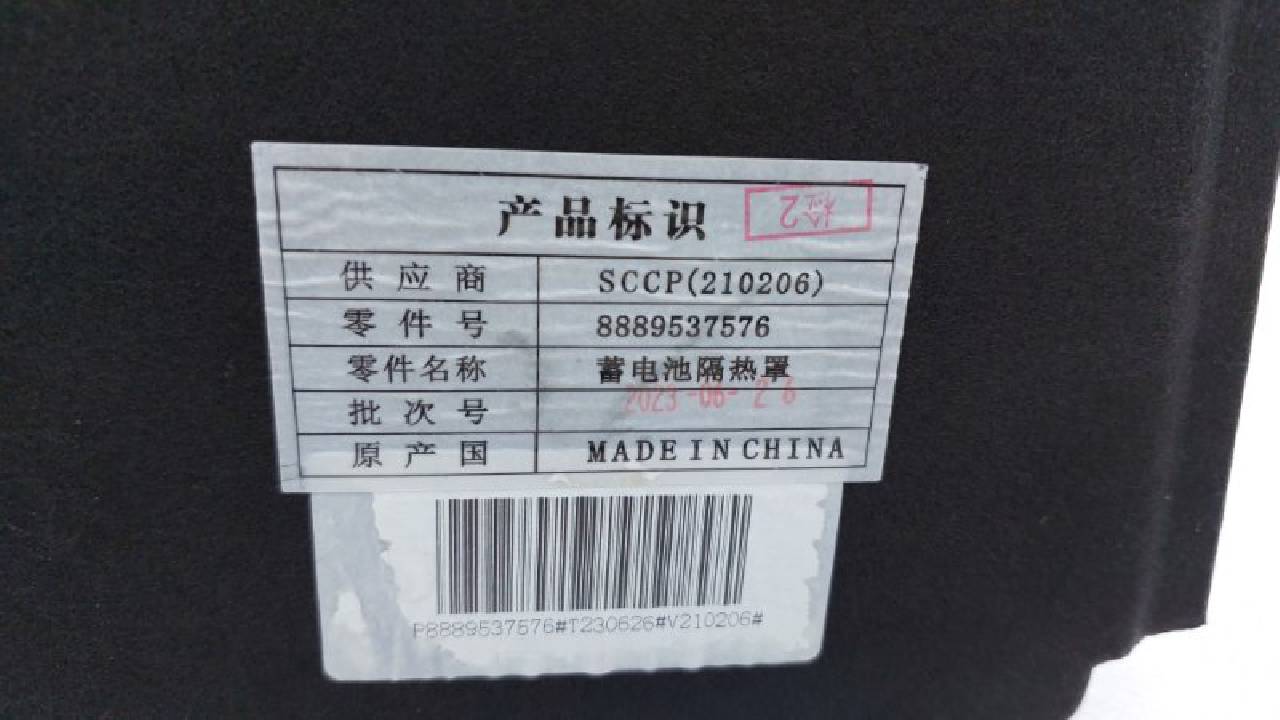 产品标识 检2
供应商 SCCP(210206)
零件号 8889537576
零件名称 蓄电池隔热罩
批次号 2023-06-26
原产国 MADE IN CHINA
P8889537576#T230626#V210206#